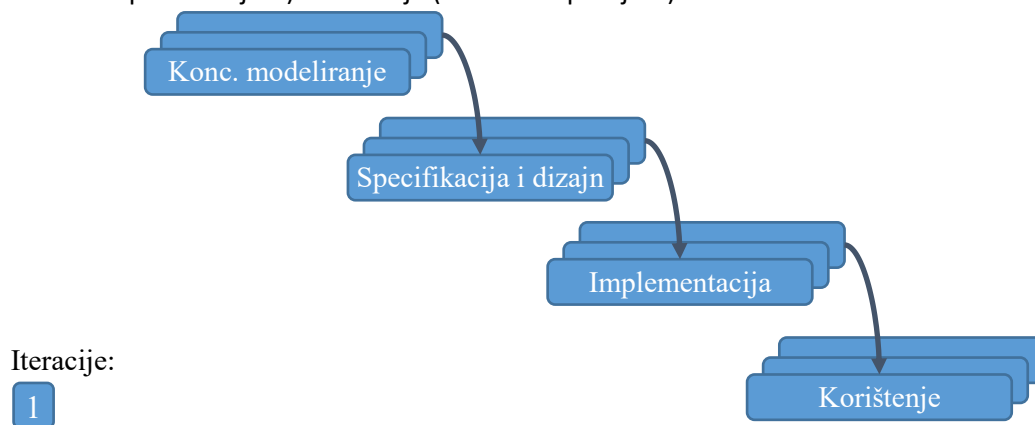 Konc. modeliranje
Specifikacija i dizajn
Implementacija
Iteracije:
Korištenje
1